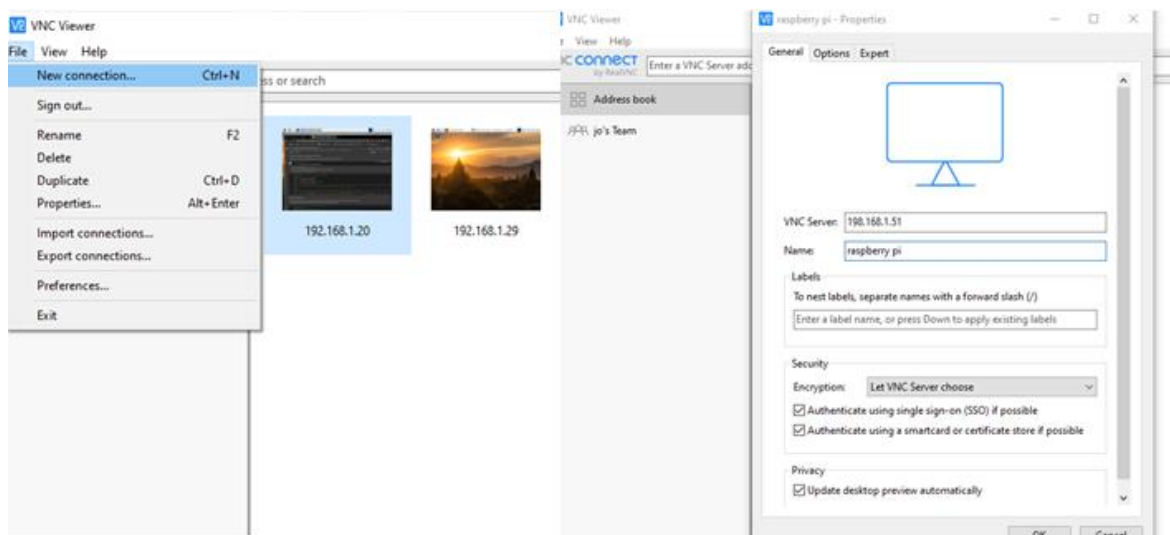 VNC Viewer
File View Help
New connection... Ctrl+N
Sign out...
Rename F2
Delete
Duplicate Ctrl+D
Properties... Alt+Enter
Import connections...
Export connections...
Preferences...
Exit
ss or search
192.168.1.20
192.168.1.29
VNC Viewer
View Help
C CONNECT
by RealVNC
Enter a VNC Server add
Address book
jo's Team
raspberry pi - Properties
General Options Expert
VNC Server: 198.168.1.51
Name: raspberry pi
Labels
To nest labels, separate names with a forward slash (/)
Enter a label name, or press Down to apply existing labels
Security
Encryption: Let VNC Server choose
Authenticate using single sign-on (SSO) if possible
Authenticate using a smartcard or certificate store if possible
Privacy
Update desktop preview automatically
OK Cancel